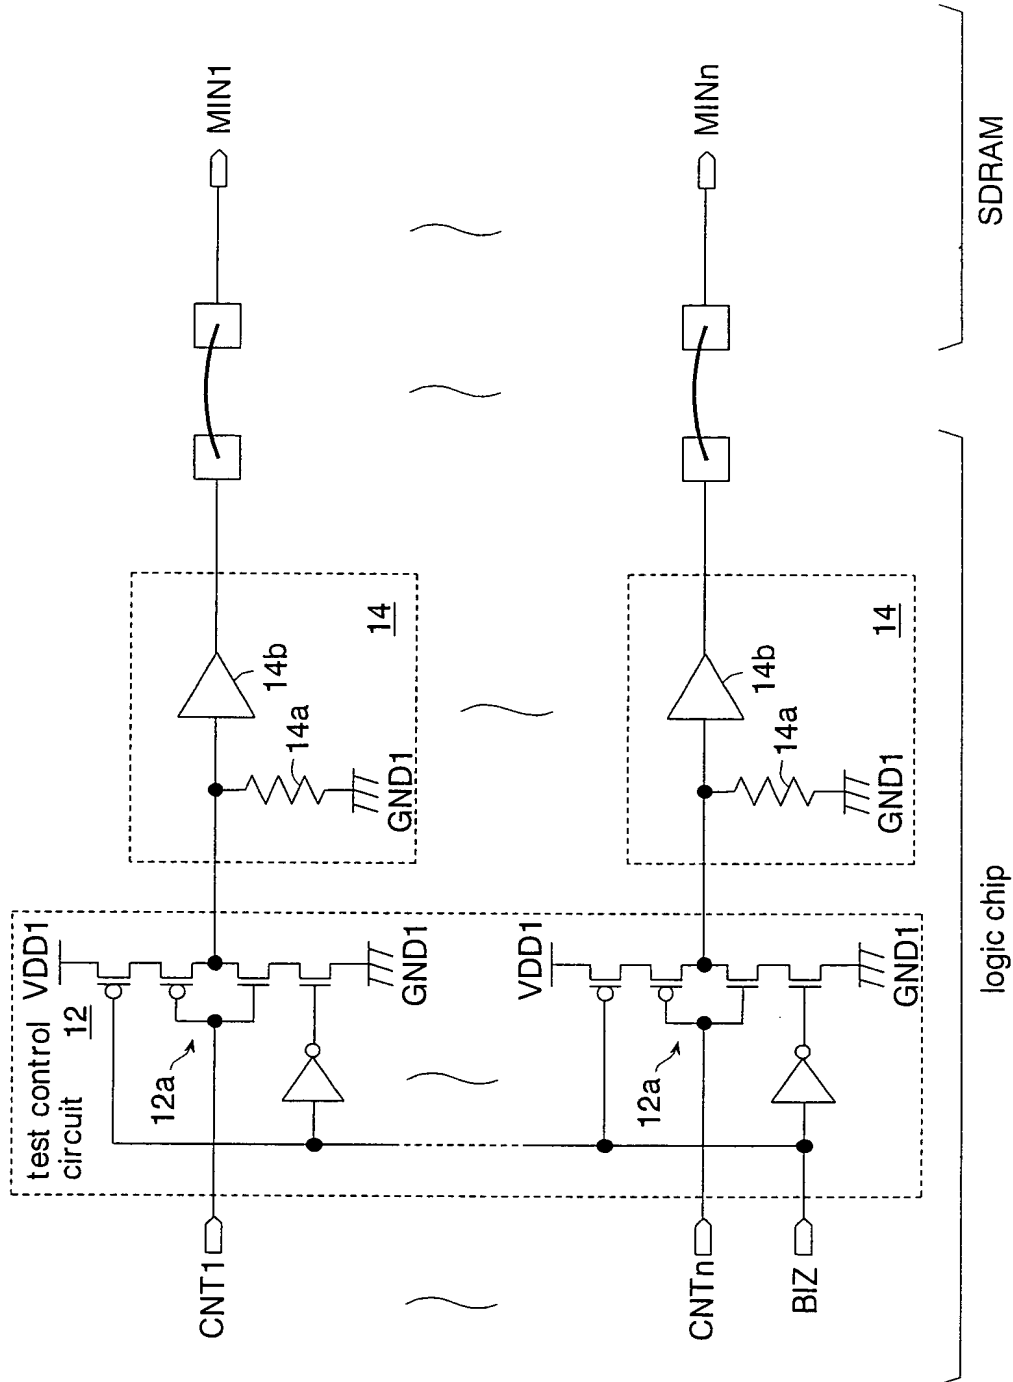 test control
circuit
12
VDD1
12a
GND1
CNT1
14a
14b
GND1
14
MIN1
VDD1
12a
GND1
CNTn
BIZ
14a
14b
GND1
14
MINn
logic chip
SDRAM